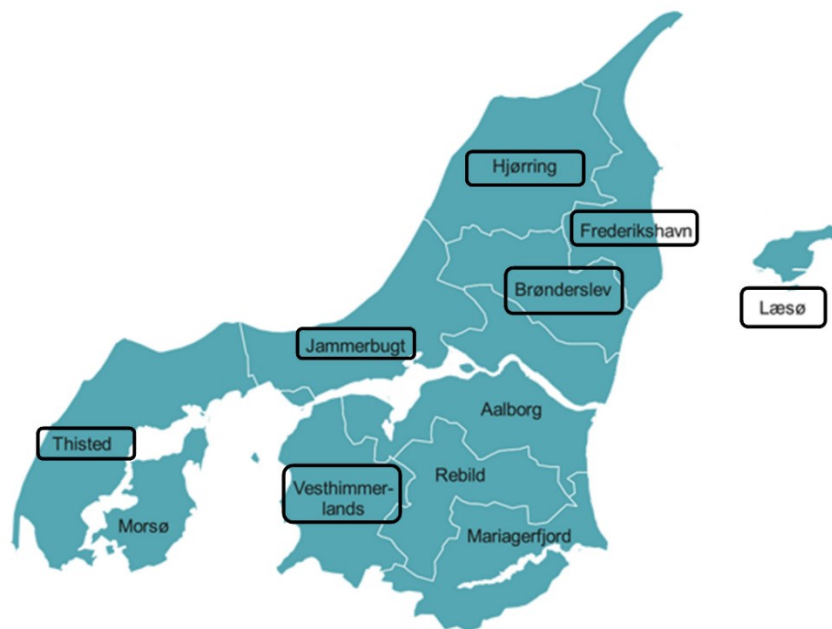 Hjørring
Frederikshavn
Brønderslev
Læsø
Jammerbugt
Aalborg
Thisted
Rebild
Vesthimmer-
lands
Morsø
Mariagerfjord